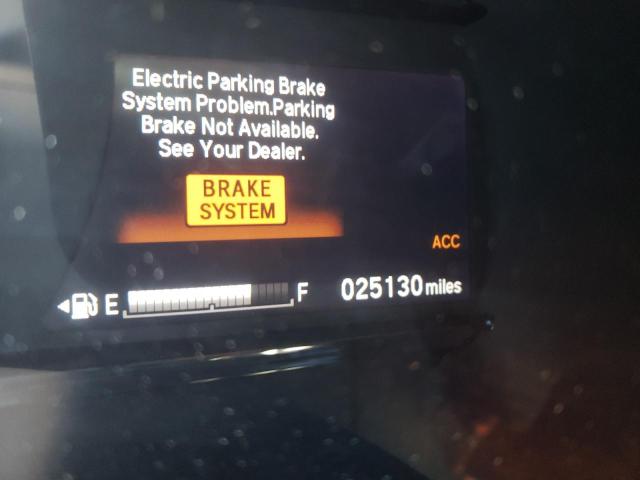 Electric Parking Brake
System Problem.Parking
Brake Not Available.
See Your Dealer.
BRAKE
SYSTEM
ACC
E F 025130 miles